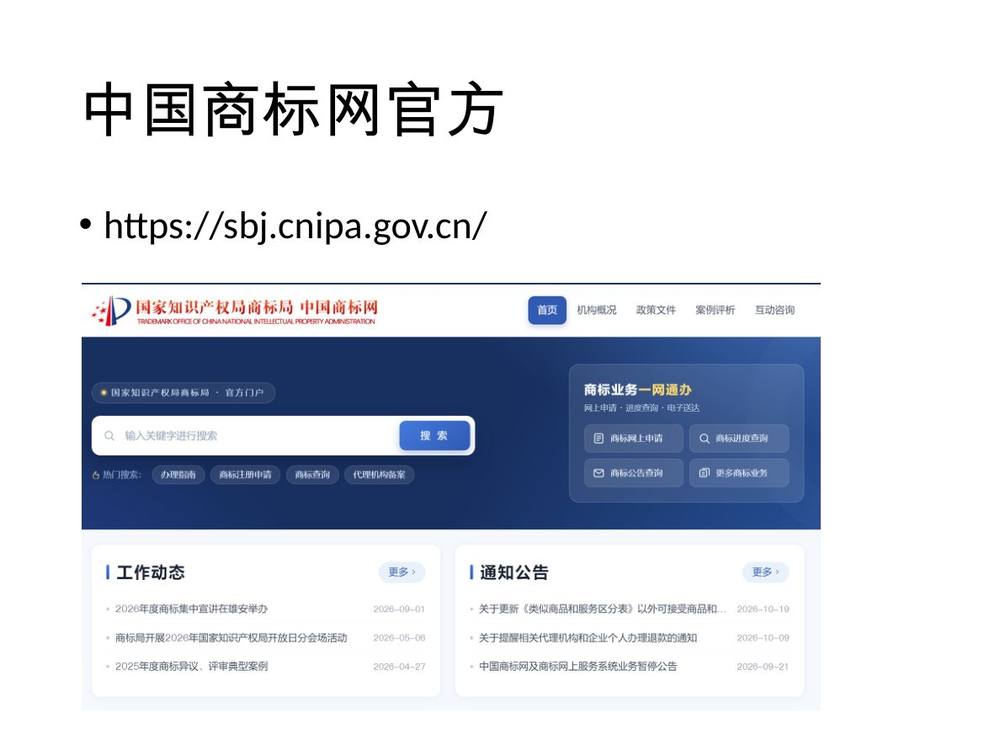 中国商标网官方
• https://sbj.cnipa.gov.cn/
国家知识产权局商标局 中国商标网
TRADEMARK OFFICE OF CHINA NATIONAL INTELLECTUAL PROPERTY ADMINISTRATION
首页 机构概况 政策文件 案例评析 互动咨询
国家知识产权局商标局 · 官方门户
输入关键字进行搜索 搜 索
热门搜索: 办理指南 商标注册申请 商标查询 代理机构备案
商标业务一网通办
网上申请 · 进度查询 · 电子送达
商标网上申请 商标进度查询
商标公告查询 更多商标业务
工作动态 更多 ›
2026年度商标集中宣讲在雄安举办 2026-09-01
商标局开展2026年国家知识产权局开放日分会场活动 2026-05-06
2025年度商标异议、评审典型案例 2026-04-27
通知公告 更多 ›
关于更新《类似商品和服务区分表》以外可接受商品和... 2026-10-19
关于提醒相关代理机构和企业个人办理退款的通知 2026-10-09
中国商标网及商标网上服务系统业务暂停公告 2026-09-21